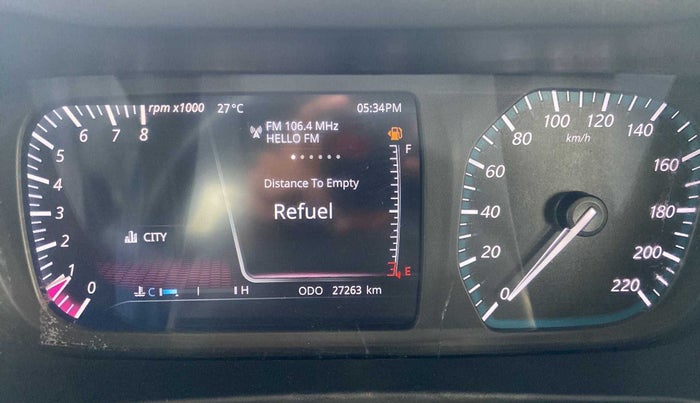 rpm x1000 27°C 05:34PM
FM 106.4 MHz
HELLO FM
Distance To Empty
Refuel
CITY
C H ODO 27263 km
F
E
0 1 2 3 4 5 6 7 8
0 20 40 60 80 100 120 140 160 180 200 220
km/h